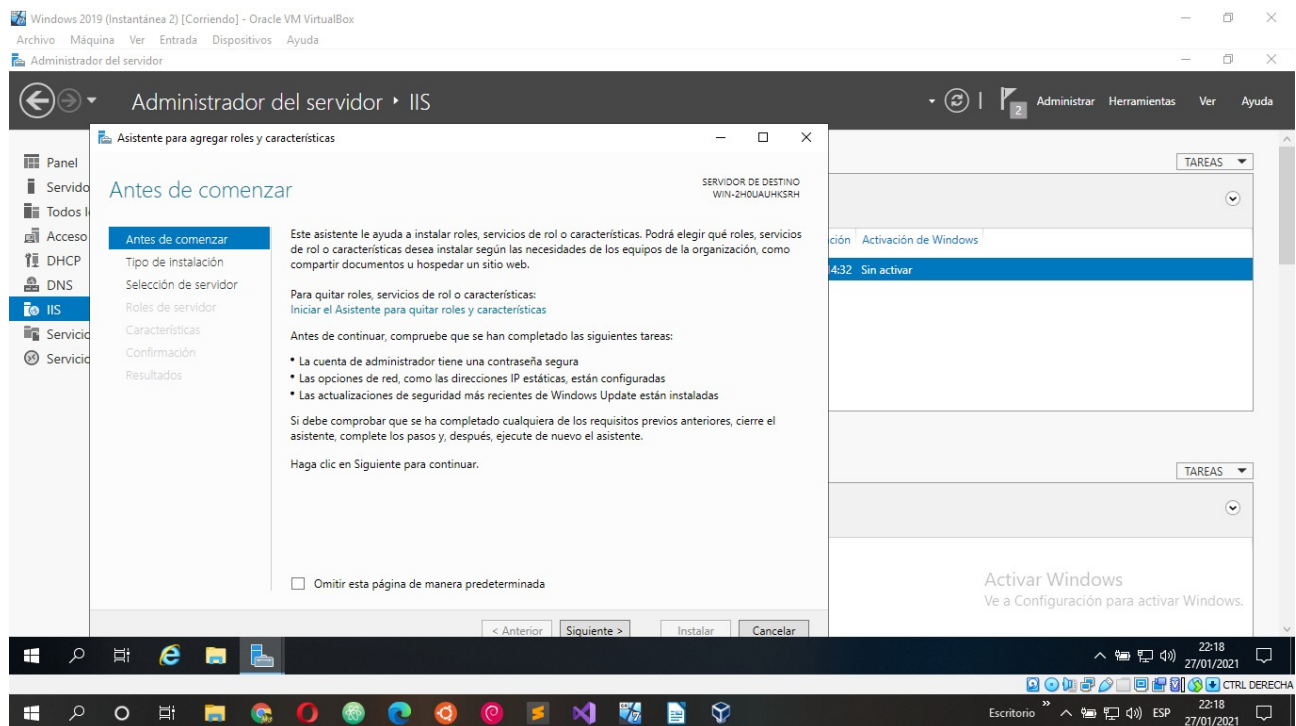 Windows 2019 (Instantánea 2) [Corriendo] - Oracle VM VirtualBox
Archivo Máquina Ver Entrada Dispositivos Ayuda
Administrador del servidor
Administrador del servidor ‣ IIS
2 Administrar Herramientas Ver Ayuda
Asistente para agregar roles y características
Panel
Servido
Todos l
Acceso
DHCP
DNS
IIS
Servicio
Servicio
Antes de comenzar
SERVIDOR DE DESTINO
WIN-2H0UAUHKSRH
Antes de comenzar
Tipo de instalación
Selección de servidor
Roles de servidor
Características
Confirmación
Resultados
Este asistente le ayuda a instalar roles, servicios de rol o características. Podrá elegir qué roles, servicios
de rol o características desea instalar según las necesidades de los equipos de la organización, como
compartir documentos u hospedar un sitio web.
Para quitar roles, servicios de rol o características:
Iniciar el Asistente para quitar roles y características
Antes de continuar, compruebe que se han completado las siguientes tareas:
• La cuenta de administrador tiene una contraseña segura
• Las opciones de red, como las direcciones IP estáticas, están configuradas
• Las actualizaciones de seguridad más recientes de Windows Update están instaladas
Si debe comprobar que se ha completado cualquiera de los requisitos previos anteriores, cierre el
asistente, complete los pasos y, después, ejecute de nuevo el asistente.
Haga clic en Siguiente para continuar.
Omitir esta página de manera predeterminada
< Anterior Siguiente > Instalar Cancelar
TAREAS
ción Activación de Windows
4:32 Sin activar
TAREAS
Activar Windows
Ve a Configuración para activar Windows.
22:18
27/01/2021
CTRL DERECHA
Escritorio » ESP 22:18
27/01/2021